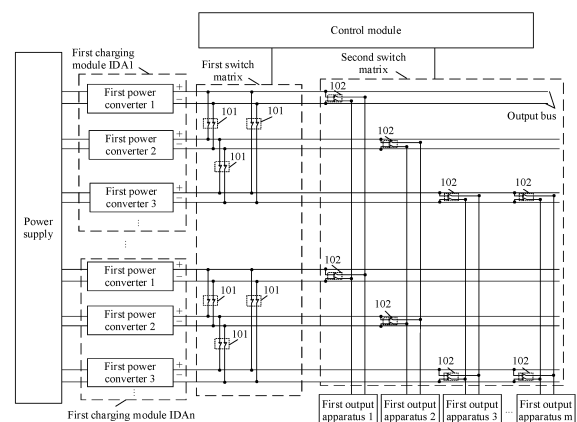 Control module
First charging
module IDA1
First switch
matrix
Second switch
matrix
Power
supply
First power
converter 1
+
−
101
101
102
Output bus
First power
converter 2
+
−
101
102
First power
converter 3
+
−
102
102
...
...
First power
converter 1
+
−
101
101
102
First power
converter 2
+
−
101
102
First power
converter 3
+
−
102
102
...
First charging module IDAn
First output
apparatus 1
First output
apparatus 2
First output
apparatus 3
...
First output
apparatus m